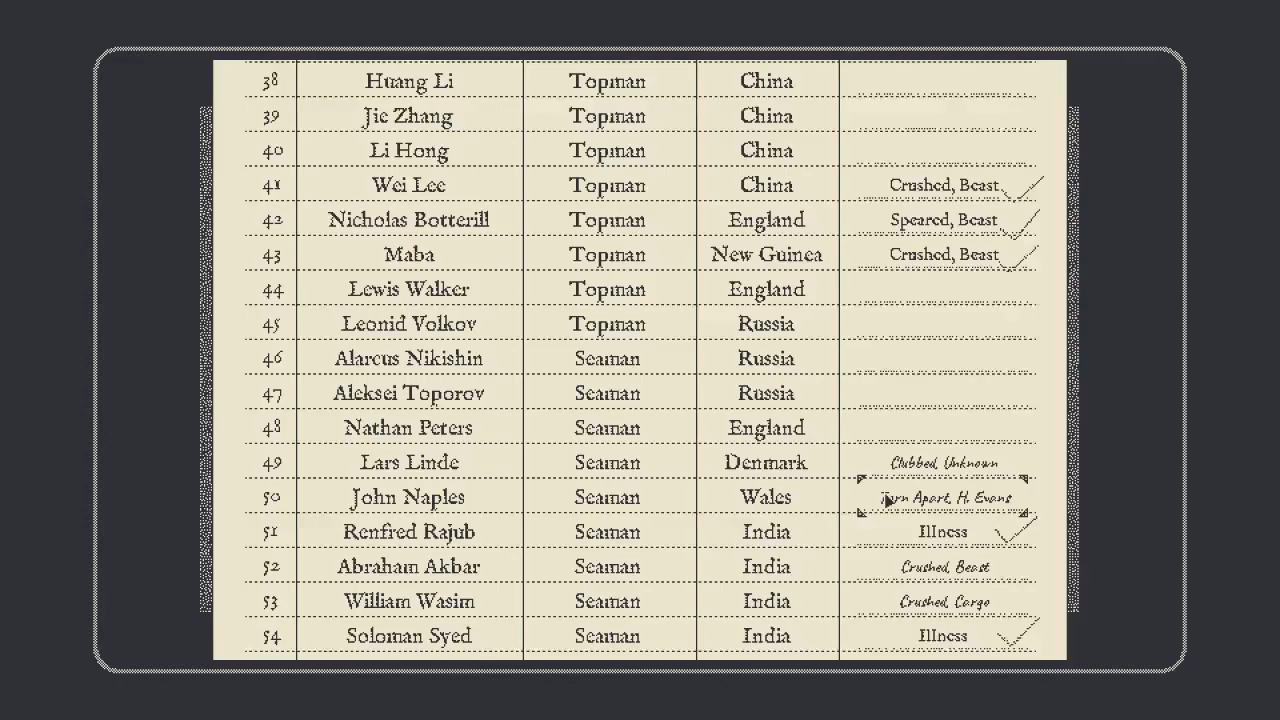 38 Huang Li Topman China
39 Jie Zhang Topman China
40 Li Hong Topman China
41 Wei Lee Topman China Crushed, Beast
42 Nicholas Botterill Topman England Speared, Beast
43 Maba Topman New Guinea Crushed, Beast
44 Lewis Walker Topman England
45 Leonid Volkov Topman Russia
46 Alarcus Nikishin Seaman Russia
47 Aleksei Toporov Seaman Russia
48 Nathan Peters Seaman England
49 Lars Linde Seaman Denmark Clubbed, Unknown
50 John Naples Seaman Wales Torn Apart, H. Evans
51 Renfred Rajub Seaman India Illness
52 Abraham Akbar Seaman India Crushed, Beast
53 William Wasim Seaman India Crushed, Cargo
54 Soloman Syed Seaman India Illness